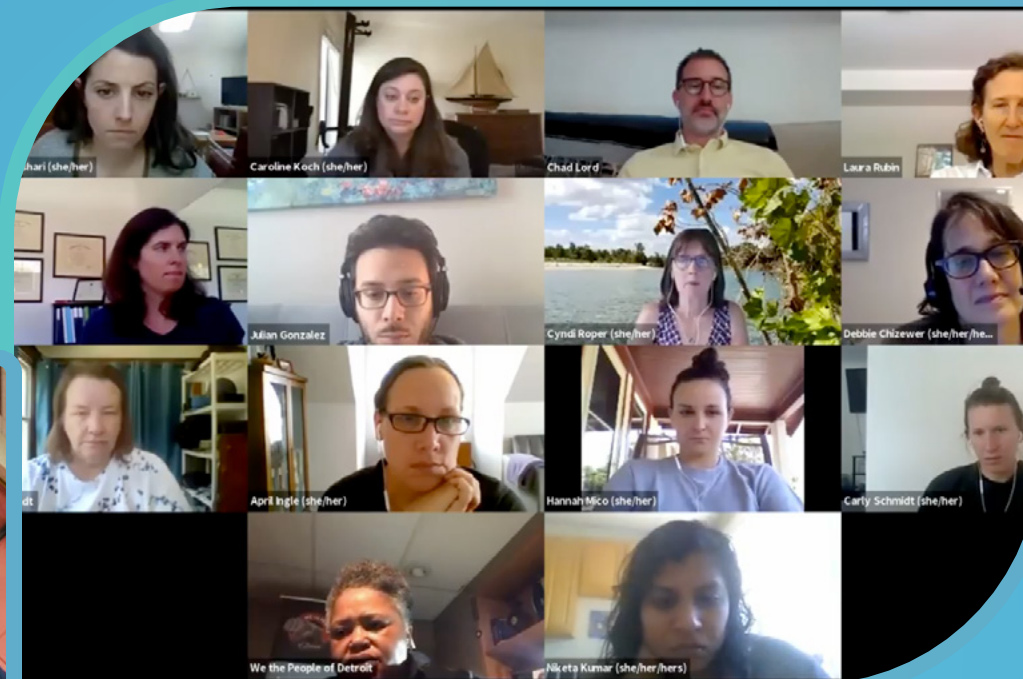 hari (she/her)
Caroline Koch (she/her)
Chad Lord
Laura Rubin
Julian Gonzalez
Cyndi Roper (she/her)
Debbie Chizewer (she/her/he...
dt
April Ingle (she/her)
Hannah Mico (she/her)
Carly Schmidt (she/her)
We the People of Detroit
Niketa Kumar (she/her/hers)